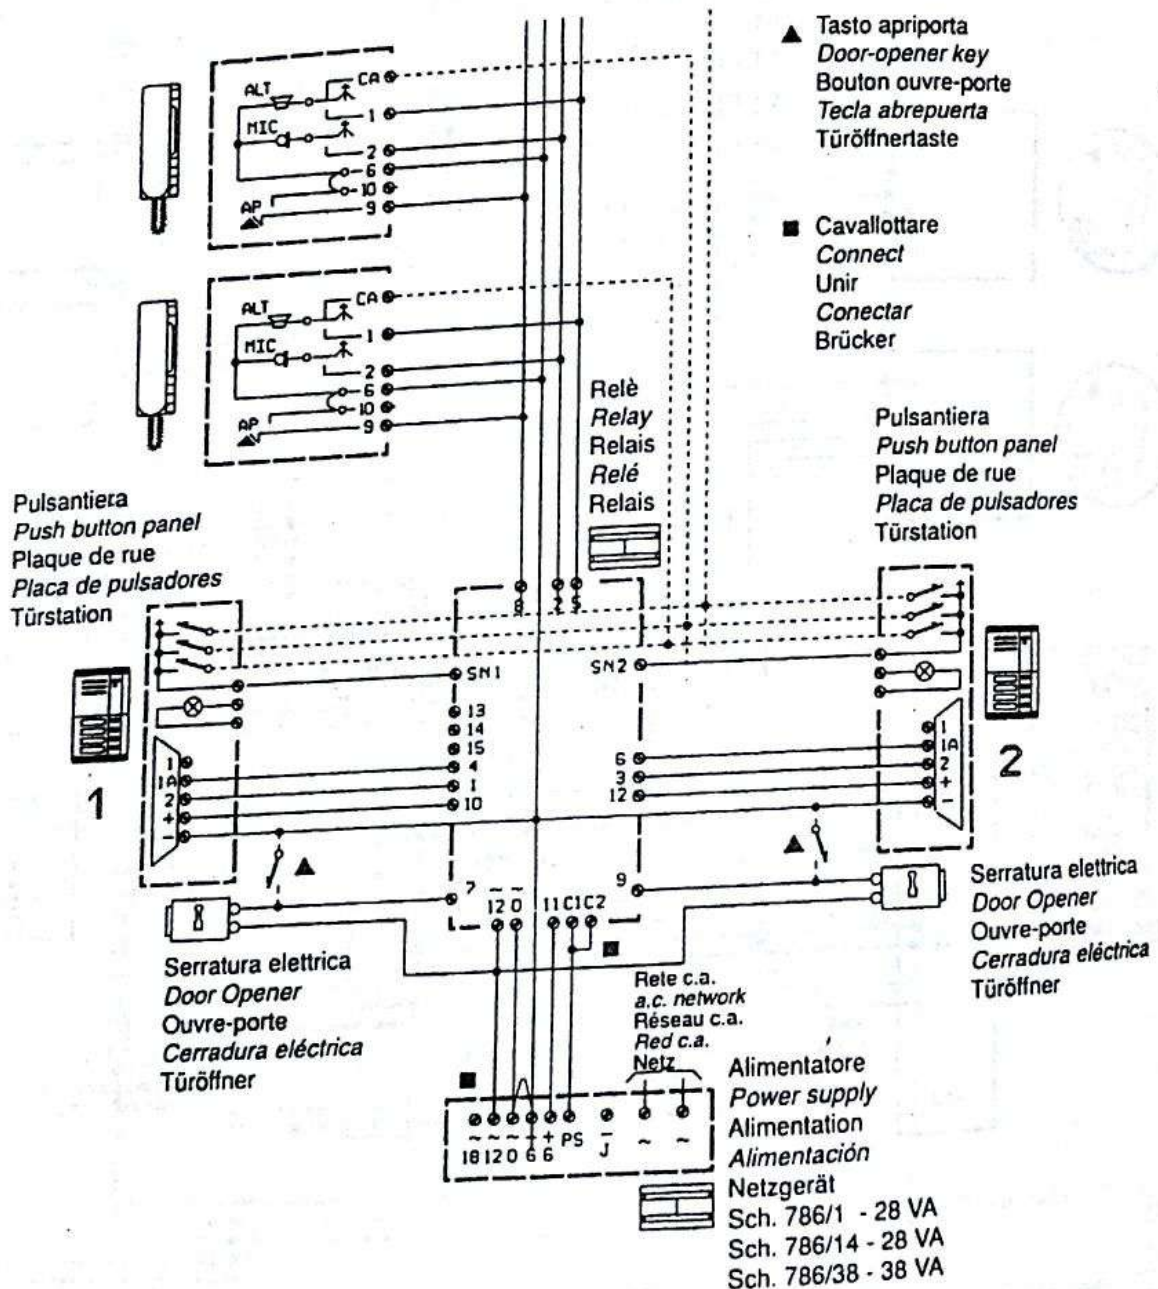 ▲ Tasto apriporta
Door-opener key
Bouton ouvre-porte
Tecla abrepuerta
Türöffnertaste
■ Cavallottare
Connect
Unir
Conectar
Brücker
ALT
MIC
AP
CA
1
2
6
10
9
ALT
MIC
AP
CA
1
2
6
10
9
Relè
Relay
Relais
Relé
Relais
Pulsantiera
Push button panel
Plaque de rue
Placa de pulsadores
Türstation
Pulsantiera
Push button panel
Plaque de rue
Placa de pulsadores
Türstation
8 2 5
SN1
SN2
13
14
15
4
1
10
6
3
12
1
1A
2
+
−
1
1
1A
2
+
−
2
7
~ ~
12 0 11 C1 C2
9
Serratura elettrica
Door Opener
Ouvre-porte
Cerradura eléctrica
Türöffner
Serratura elettrica
Door Opener
Ouvre-porte
Cerradura eléctrica
Türöffner
Rete c.a.
a.c. network
Réseau c.a.
Red c.a.
Netz
~ ~ ~ − + PS − ~ ~
18 12 0 6 6 J
Alimentatore
Power supply
Alimentation
Alimentación
Netzgerät
Sch. 786/1 - 28 VA
Sch. 786/14 - 28 VA
Sch. 786/38 - 38 VA